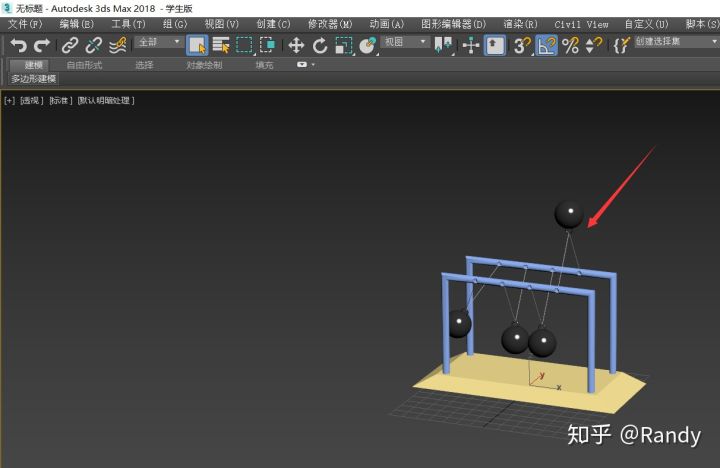 无标题 - Autodesk 3ds Max 2018 - 学生版
文件(F) 编辑(E) 工具(T) 组(G) 视图(V) 创建(C) 修改器(M) 动画(A) 图形编辑器(D) 渲染(R) Civil View 自定义(U) 脚本(S)
全部 视图 3 % 创建选择集
建模 自由形式 选择 对象绘制 填充
多边形建模
[+] [透视] [标准] [默认明暗处理]
y
x
知乎 @Randy